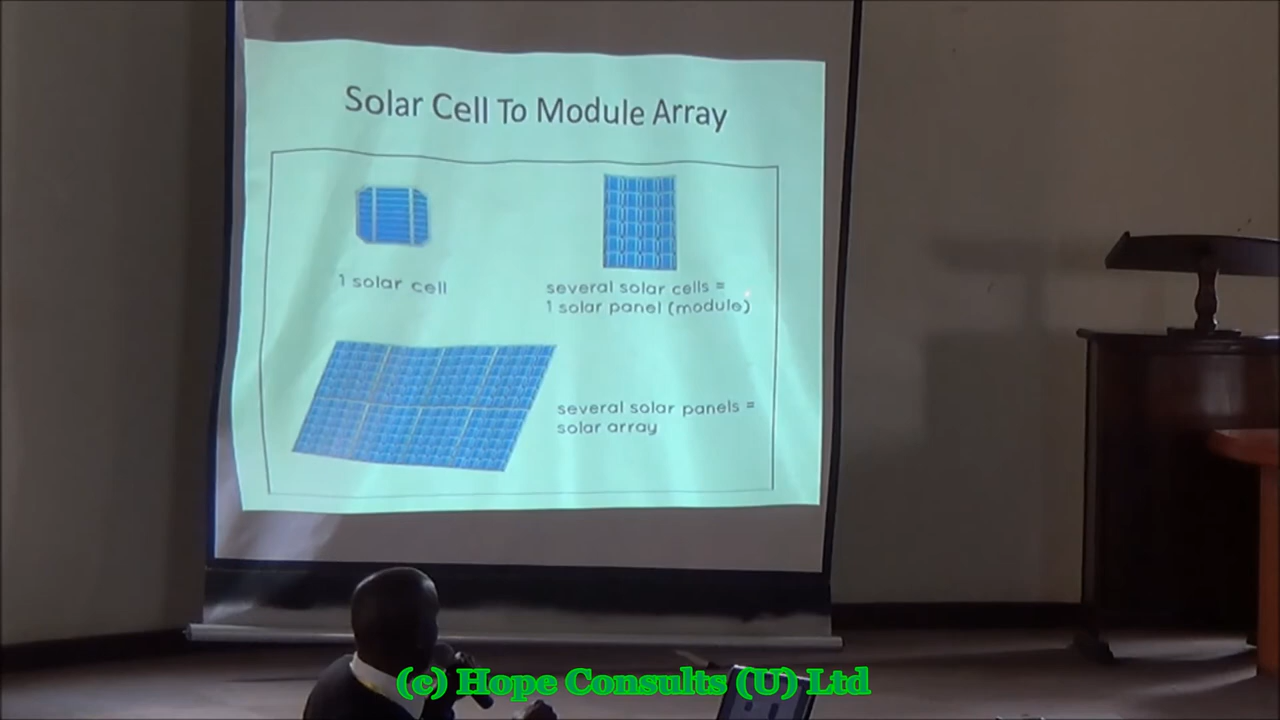 Solar Cell To Module Array
1 solar cell
several solar cells =
1 solar panel (module)
several solar panels =
solar array
(c) Hope Consults (U) Ltd